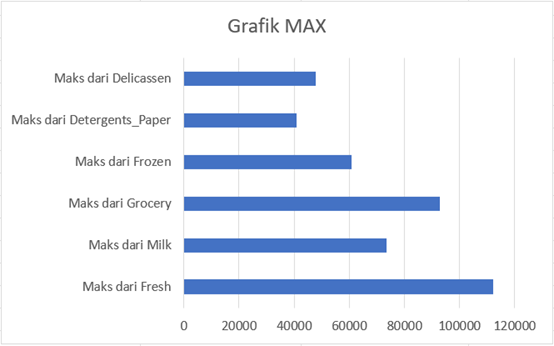 Grafik MAX
Maks dari Delicassen
Maks dari Detergents_Paper
Maks dari Frozen
Maks dari Grocery
Maks dari Milk
Maks dari Fresh
0 20000 40000 60000 80000 100000 120000